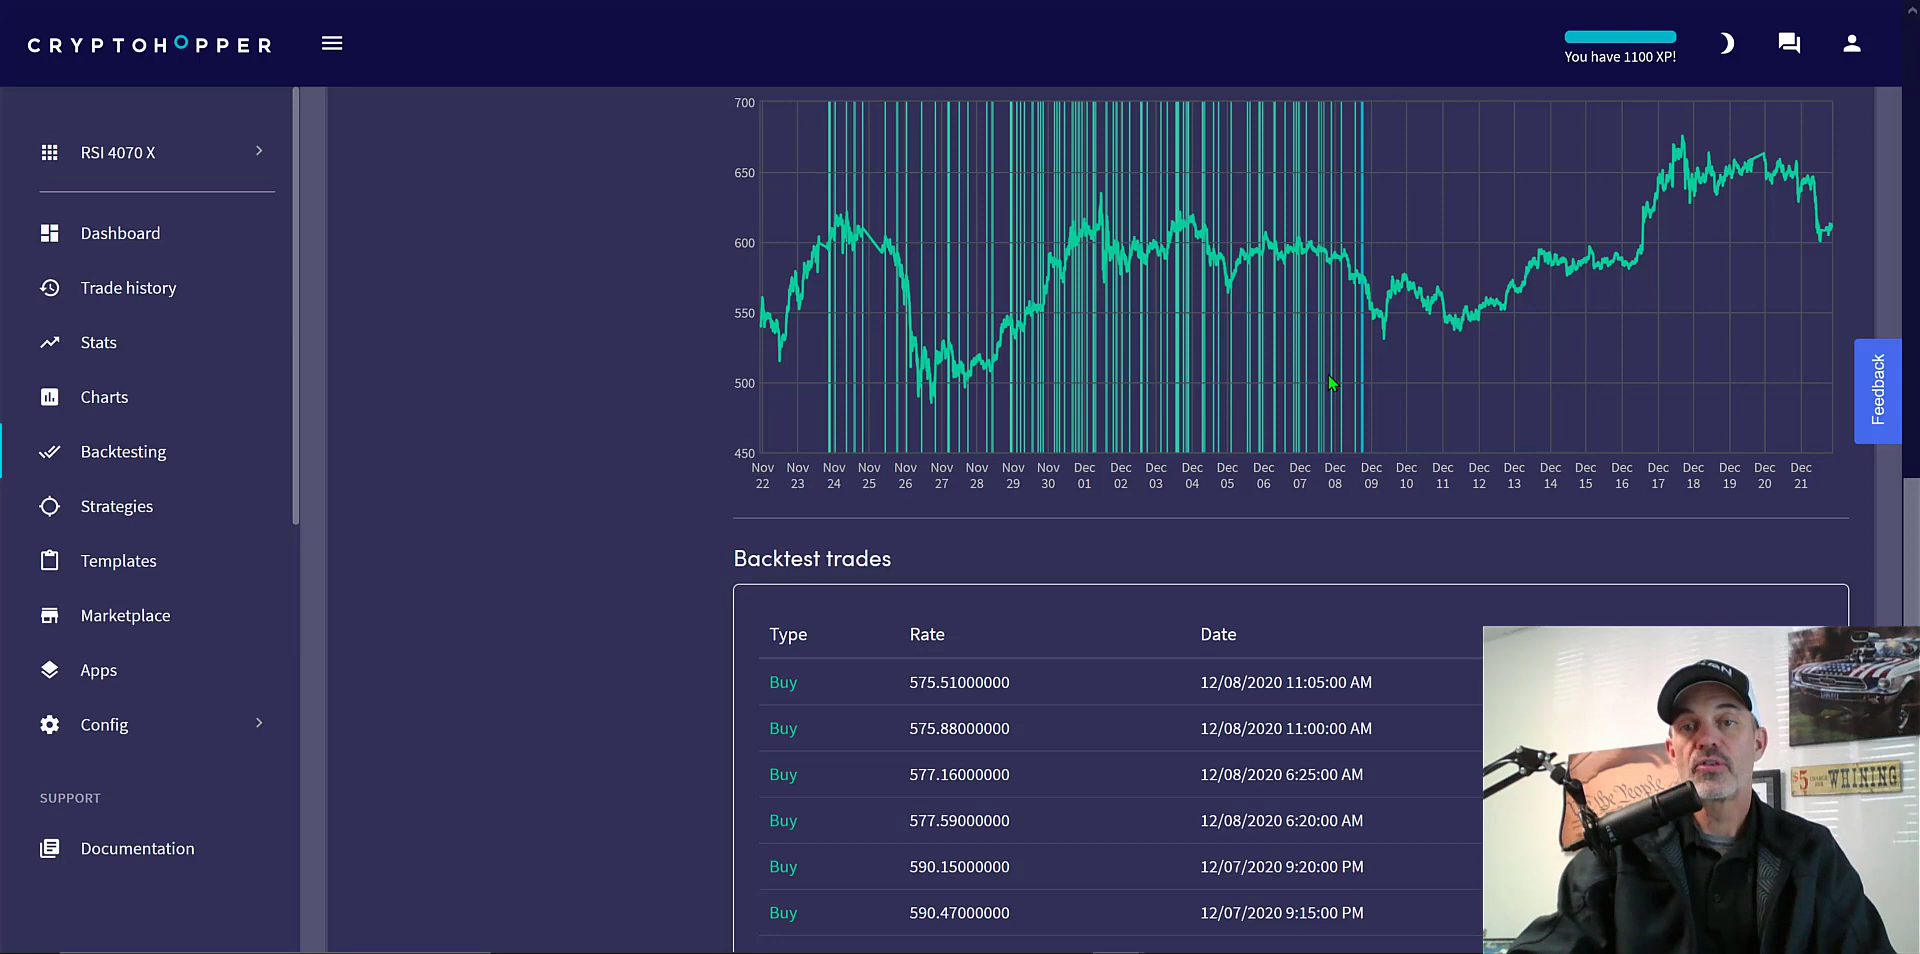 CRYPTOHOPPER
You have 1100 XP!
RSI 4070 X
Dashboard
Trade history
Stats
Charts
Backtesting
Strategies
Templates
Marketplace
Apps
Config
SUPPORT
Documentation
700
650
600
550
500
450
Nov Nov Nov Nov Nov Nov Nov Nov Nov Dec Dec Dec Dec Dec Dec Dec Dec Dec Dec Dec Dec Dec Dec Dec Dec Dec Dec Dec Dec Dec
22 23 24 25 26 27 28 29 30 01 02 03 04 05 06 07 08 09 10 11 12 13 14 15 16 17 18 19 20 21
Feedback
Backtest trades
Type Rate Date
Buy 575.51000000 12/08/2020 11:05:00 AM
Buy 575.88000000 12/08/2020 11:00:00 AM
Buy 577.16000000 12/08/2020 6:25:00 AM
Buy 577.59000000 12/08/2020 6:20:00 AM
Buy 590.15000000 12/07/2020 9:20:00 PM
Buy 590.47000000 12/07/2020 9:15:00 PM
We the People
$5 CHARGE FOR WHINING